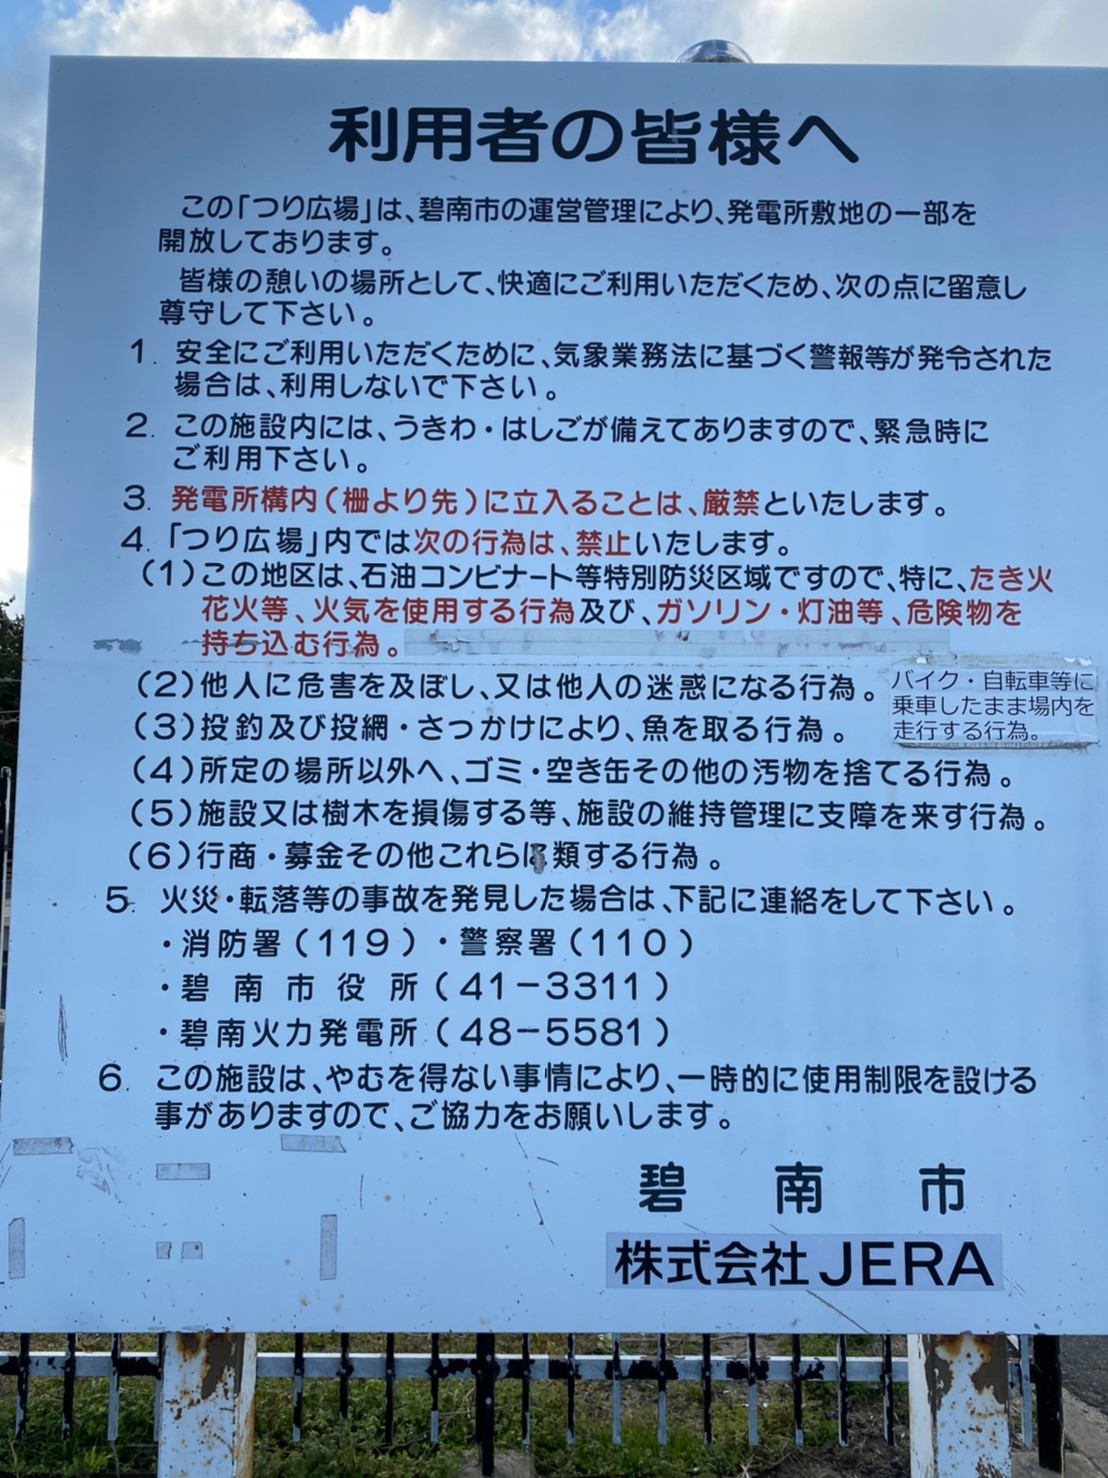 利用者の皆様へ
この「つり広場」は、碧南市の運営管理により、発電所敷地の一部を
開放しております。
皆様の憩いの場所として、快適にご利用いただくため、次の点に留意し
尊守して下さい。
1. 安全にご利用いただくために、気象業務法に基づく警報等が発令された
場合は、利用しないで下さい。
2. この施設内には、うきわ・はしごが備えてありますので、緊急時に
ご利用下さい。
3. 発電所構内(柵より先)に立入ることは、厳禁といたします。
4. 「つり広場」内では次の行為は、禁止いたします。
(1)この地区は、石油コンビナート等特別防災区域ですので、特に、たき火
花火等、火気を使用する行為及び、ガソリン・灯油等、危険物を
持ち込む行為。
(2)他人に危害を及ぼし、又は他人の迷惑になる行為。
バイク・自転車等に
乗車したまま場内を
走行する行為。
(3)投釣及び投網・さっかけにより、魚を取る行為。
(4)所定の場所以外へ、ゴミ・空き缶その他の汚物を捨てる行為。
(5)施設又は樹木を損傷する等、施設の維持管理に支障を来す行為。
(6)行商・募金その他これらに類する行為。
5. 火災・転落等の事故を発見した場合は、下記に連絡をして下さい。
・消防署(119)・警察署(110)
・碧南市役所(41-3311)
・碧南火力発電所(48-5581)
6. この施設は、やむを得ない事情により、一時的に使用制限を設ける
事がありますので、ご協力をお願いします。
碧南市
株式会社JERA